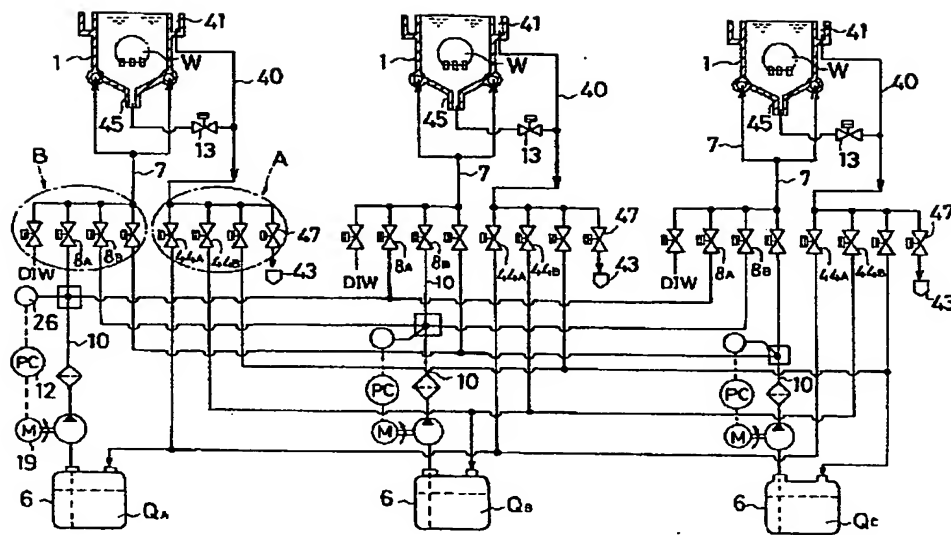 41 41 41
1 W 1 W 1 W
40 40 40
45 45 45
13 13 13
7 7 7 7
B A
47 47 47
8A 8B 44A 44B 8A 8B 44A 44B 8A 8B 44A 44B
DIW 43 DIW 43 DIW 43
26
10 10
PC 12 PC 10 PC 10
M M M
19
6 QA 6 QB 6 QC